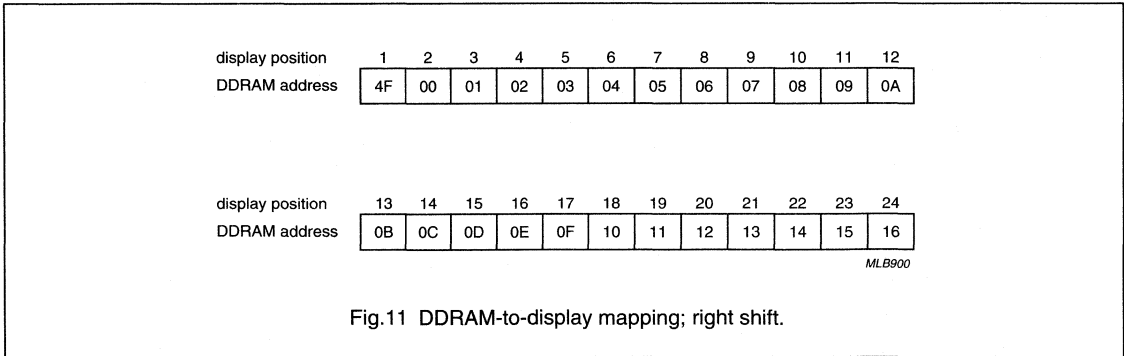 display position 1 2 3 4 5 6 7 8 9 10 11 12
DDRAM address 4F 00 01 02 03 04 05 06 07 08 09 0A
display position 13 14 15 16 17 18 19 20 21 22 23 24
DDRAM address 0B 0C 0D 0E 0F 10 11 12 13 14 15 16
MLB900
Fig.11 DDRAM-to-display mapping; right shift.